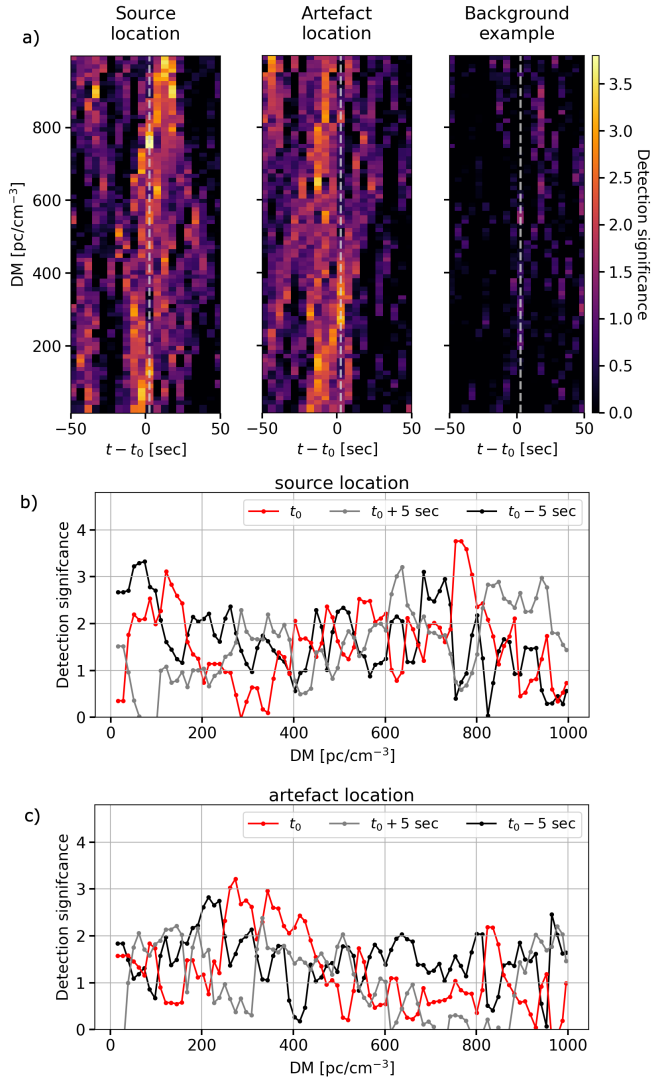 a)
Source
location
Artefact
location
Background
example
800
600
400
200
DM [pc/cm⁻³]
−50 0 50
−50 0 50
−50 0 50
t − t₀ [sec]
t − t₀ [sec]
t − t₀ [sec]
3.5
3.0
2.5
2.0
1.5
1.0
0.5
0.0
Detection significance
b)
source location
t₀ t₀ + 5 sec t₀ − 5 sec
4
3
2
1
0
Detection signifcance
0 200 400 600 800 1000
DM [pc/cm⁻³]
c)
artefact location
t₀ t₀ + 5 sec t₀ − 5 sec
4
3
2
1
0
Detection signifcance
0 200 400 600 800 1000
DM [pc/cm⁻³]